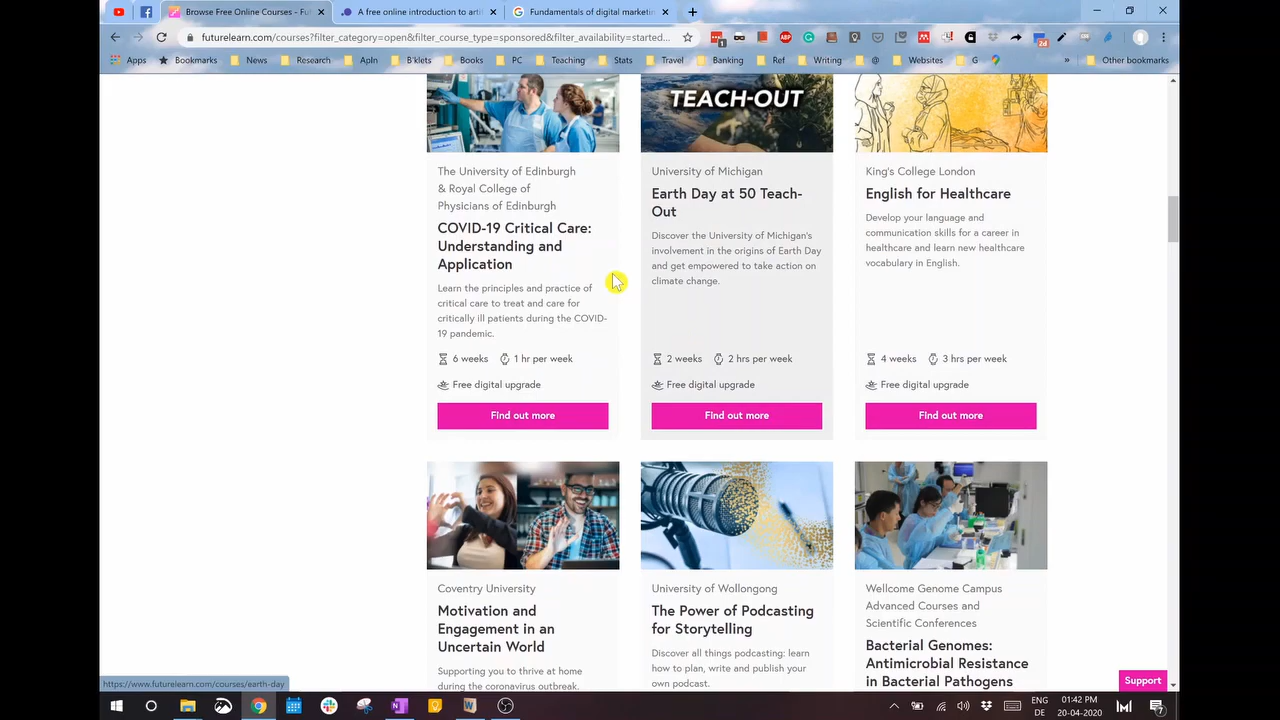 Browse Free Online Courses - Fu
A free online introduction to arti
Fundamentals of digital marketin
futurelearn.com/courses?filter_category=open&filter_course_type=sponsored&filter_availability=started...
Apps
Bookmarks
News
Research
ApIn
B'klets
Books
PC
Teaching
Stats
Travel
Banking
Ref
Writing
@
Websites
G
»
Other bookmarks
TEACH-OUT
The University of Edinburgh
& Royal College of
Physicians of Edinburgh
COVID-19 Critical Care:
Understanding and
Application
Learn the principles and practice of
critical care to treat and care for
critically ill patients during the COVID-
19 pandemic.
6 weeks
1 hr per week
Free digital upgrade
Find out more
University of Michigan
Earth Day at 50 Teach-
Out
Discover the University of Michigan's
involvement in the origins of Earth Day
and get empowered to take action on
climate change.
2 weeks
2 hrs per week
Free digital upgrade
Find out more
King's College London
English for Healthcare
Develop your language and
communication skills for a career in
healthcare and learn new healthcare
vocabulary in English.
4 weeks
3 hrs per week
Free digital upgrade
Find out more
Coventry University
Motivation and
Engagement in an
Uncertain World
Supporting you to thrive at home
during the coronavirus outbreak.
University of Wollongong
The Power of Podcasting
for Storytelling
Discover all things podcasting: learn
how to plan, write and publish your
own podcast.
Wellcome Genome Campus
Advanced Courses and
Scientific Conferences
Bacterial Genomes:
Antimicrobial Resistance
in Bacterial Pathogens
Support
https://www.futurelearn.com/courses/earth-day
ENG
DE
01:42 PM
20-04-2020